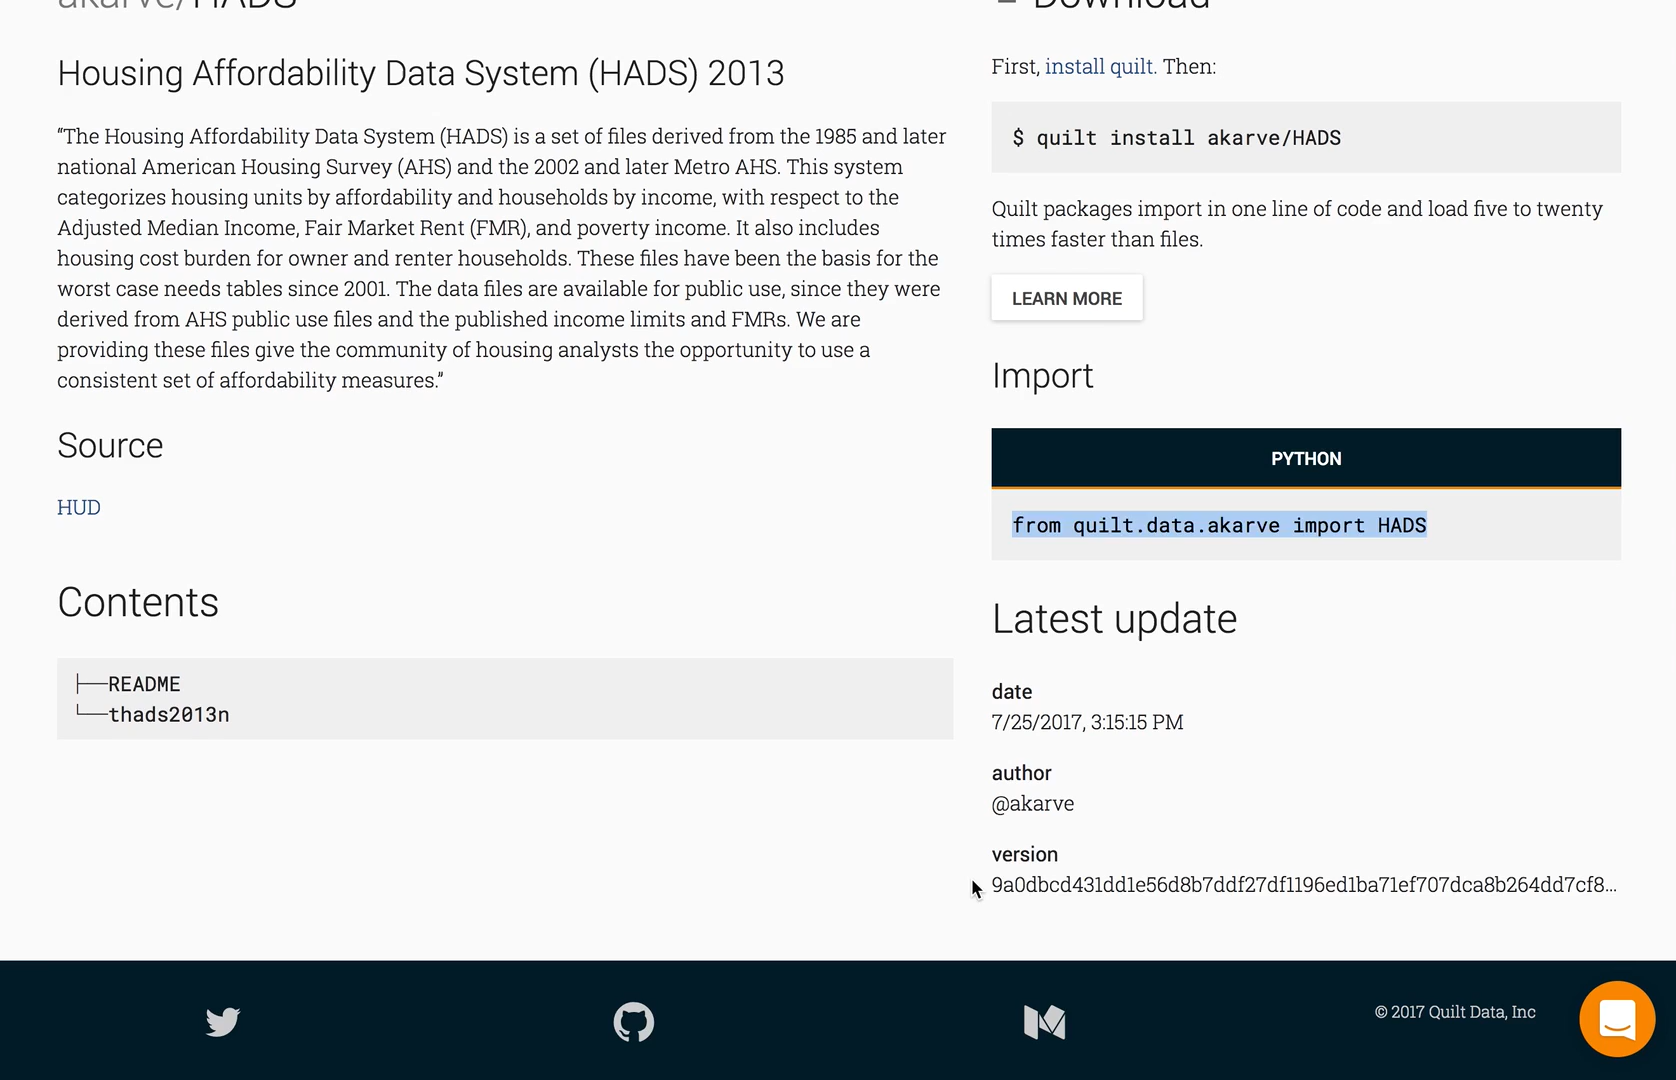 akarve/HADS
Housing Affordability Data System (HADS) 2013
“The Housing Affordability Data System (HADS) is a set of files derived from the 1985 and later
national American Housing Survey (AHS) and the 2002 and later Metro AHS. This system
categorizes housing units by affordability and households by income, with respect to the
Adjusted Median Income, Fair Market Rent (FMR), and poverty income. It also includes
housing cost burden for owner and renter households. These files have been the basis for the
worst case needs tables since 2001. The data files are available for public use, since they were
derived from AHS public use files and the published income limits and FMRs. We are
providing these files give the community of housing analysts the opportunity to use a
consistent set of affordability measures.”
Source
HUD
Contents
├──README
└──thads2013n
Download
First, install quilt. Then:
$ quilt install akarve/HADS
Quilt packages import in one line of code and load five to twenty
times faster than files.
LEARN MORE
Import
PYTHON
from quilt.data.akarve import HADS
Latest update
date
7/25/2017, 3:15:15 PM
author
@akarve
version
9a0dbcd431dd1e56d8b7ddf27df1196ed1ba71ef707dca8b264dd7cf8...
© 2017 Quilt Data, Inc